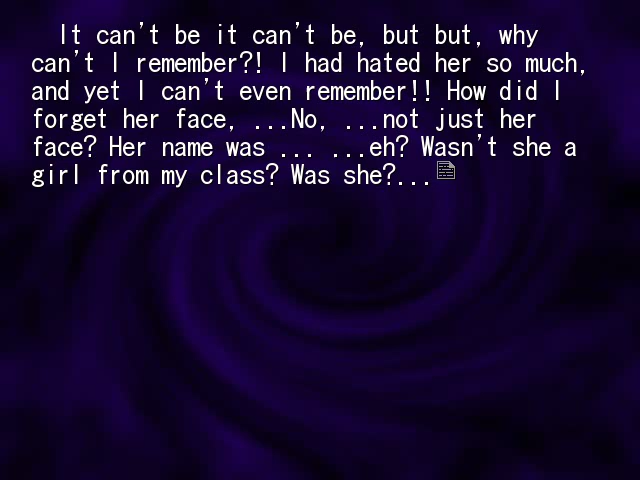 It can't be it can't be, but but, why
can't I remember?! I had hated her so much,
and yet I can't even remember!! How did I
forget her face, ...No, ...not just her
face? Her name was ... ...eh? Wasn't she a
girl from my class? Was she?...